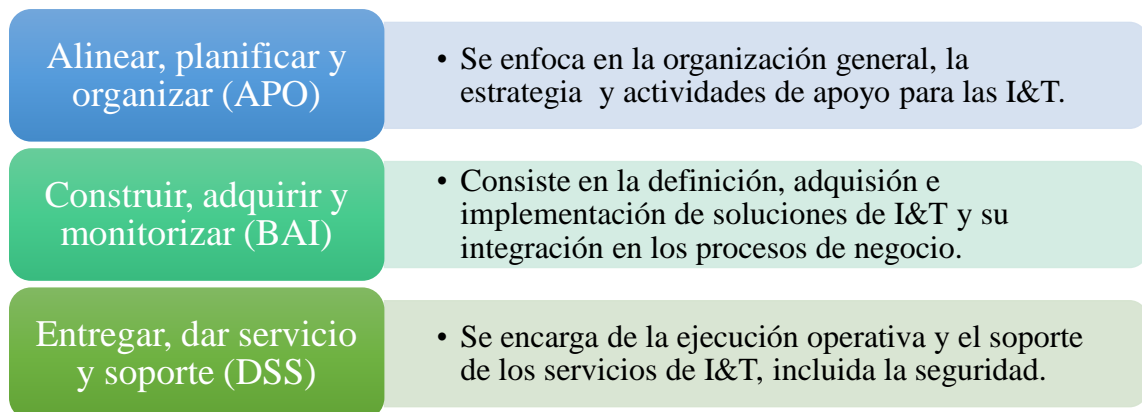 Alinear, planificar y
organizar (APO)
• Se enfoca en la organización general, la
estrategia y actividades de apoyo para las I&T.
Construir, adquirir y
monitorizar (BAI)
• Consiste en la definición, adquisión e
implementación de soluciones de I&T y su
integración en los procesos de negocio.
Entregar, dar servicio
y soporte (DSS)
• Se encarga de la ejecución operativa y el soporte
de los servicios de I&T, incluida la seguridad.